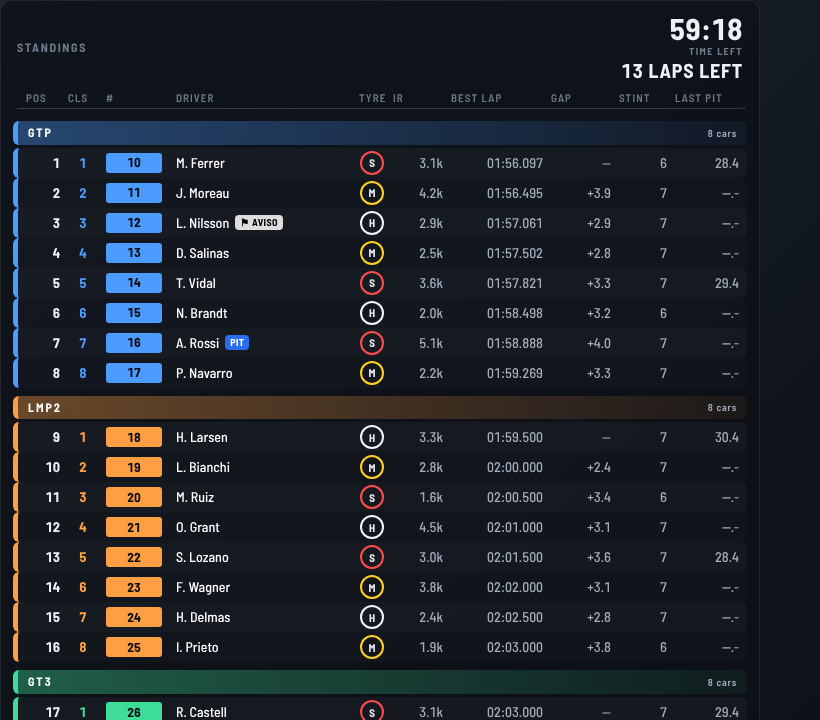 STANDINGS
59:18
TIME LEFT
13 LAPS LEFT
POS CLS # DRIVER TYRE IR BEST LAP GAP STINT LAST PIT
GTP 8 cars
1 1 10 M. Ferrer S 3.1k 01:56.097 — 6 28.4
2 2 11 J. Moreau M 4.2k 01:56.495 +3.9 7 —.-
3 3 12 L. Nilsson ⚑ AVISO H 2.9k 01:57.061 +2.9 7 —.-
4 4 13 D. Salinas M 2.5k 01:57.502 +2.8 7 —.-
5 5 14 T. Vidal S 3.6k 01:57.821 +3.3 7 29.4
6 6 15 N. Brandt H 2.0k 01:58.498 +3.2 6 —.-
7 7 16 A. Rossi PIT S 5.1k 01:58.888 +4.0 7 —.-
8 8 17 P. Navarro M 2.2k 01:59.269 +3.3 7 —.-
LMP2 8 cars
9 1 18 H. Larsen H 3.3k 01:59.500 — 7 30.4
10 2 19 L. Bianchi M 2.8k 02:00.000 +2.4 7 —.-
11 3 20 M. Ruiz S 1.6k 02:00.500 +3.4 6 —.-
12 4 21 O. Grant H 4.5k 02:01.000 +3.1 7 —.-
13 5 22 S. Lozano S 3.0k 02:01.500 +3.6 7 28.4
14 6 23 F. Wagner M 3.8k 02:02.000 +3.1 7 —.-
15 7 24 H. Delmas H 2.4k 02:02.500 +2.8 7 —.-
16 8 25 I. Prieto M 1.9k 02:03.000 +3.8 6 —.-
GT3 8 cars
17 1 26 R. Castell S 3.1k 02:03.000 — 7 29.4